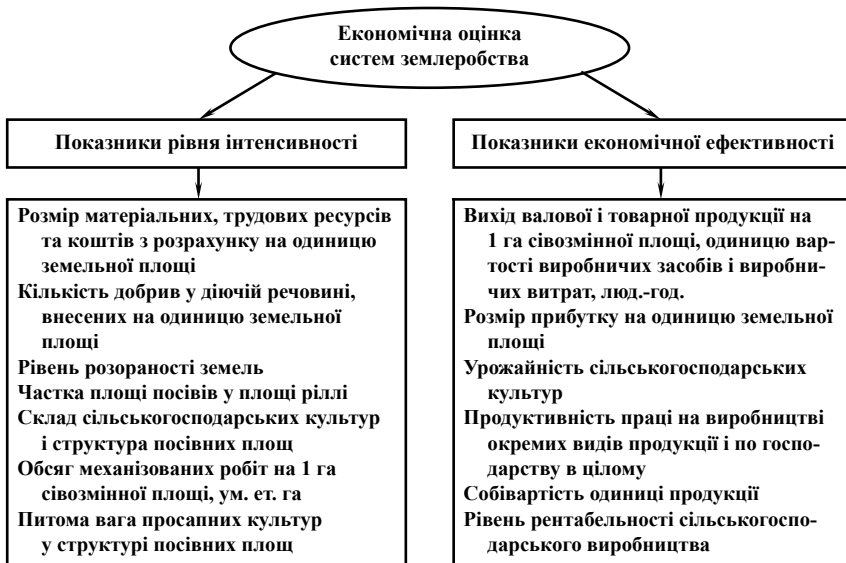 Економічна оцінка
систем землеробства
Показники рівня інтенсивності
Розмір матеріальних, трудових ресурсів
та коштів з розрахунку на одиницю
земельної площі
Кількість добрив у діючій речовині,
внесених на одиницю земельної
площі
Рівень розораності земель
Частка площі посівів у площі ріллі
Склад сільськогосподарських культур
і структура посівних площ
Обсяг механізованих робіт на 1 га
сівозмінної площі, ум. ет. га
Питома вага просапних культур
у структурі посівних площ
Показники економічної ефективності
Вихід валової і товарної продукції на
1 га сівозмінної площі, одиницю вар-
тості виробничих засобів і виробни-
чих витрат, люд.-год.
Розмір прибутку на одиницю земельної
площі
Урожайність сільськогосподарських
культур
Продуктивність праці на виробництві
окремих видів продукції і по госпо-
дарству в цілому
Собівартість одиниці продукції
Рівень рентабельності сільськогоспо-
дарського виробництва